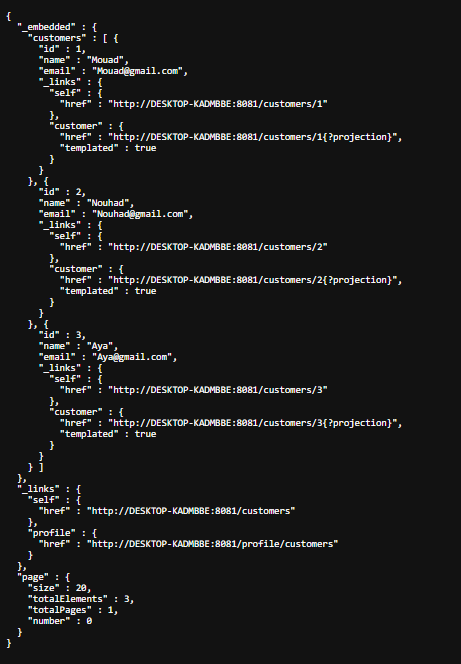 {
  "_embedded" : {
    "customers" : [ {
      "id" : 1,
      "name" : "Mouad",
      "email" : "Mouad@gmail.com",
      "_links" : {
        "self" : {
          "href" : "http://DESKTOP-KADMBBE:8081/customers/1"
        },
        "customer" : {
          "href" : "http://DESKTOP-KADMBBE:8081/customers/1{?projection}",
          "templated" : true
        }
      }
    }, {
      "id" : 2,
      "name" : "Nouhad",
      "email" : "Nouhad@gmail.com",
      "_links" : {
        "self" : {
          "href" : "http://DESKTOP-KADMBBE:8081/customers/2"
        },
        "customer" : {
          "href" : "http://DESKTOP-KADMBBE:8081/customers/2{?projection}",
          "templated" : true
        }
      }
    }, {
      "id" : 3,
      "name" : "Aya",
      "email" : "Aya@gmail.com",
      "_links" : {
        "self" : {
          "href" : "http://DESKTOP-KADMBBE:8081/customers/3"
        },
        "customer" : {
          "href" : "http://DESKTOP-KADMBBE:8081/customers/3{?projection}",
          "templated" : true
        }
      }
    } ]
  },
  "_links" : {
    "self" : {
      "href" : "http://DESKTOP-KADMBBE:8081/customers"
    },
    "profile" : {
      "href" : "http://DESKTOP-KADMBBE:8081/profile/customers"
    }
  },
  "page" : {
    "size" : 20,
    "totalElements" : 3,
    "totalPages" : 1,
    "number" : 0
  }
}